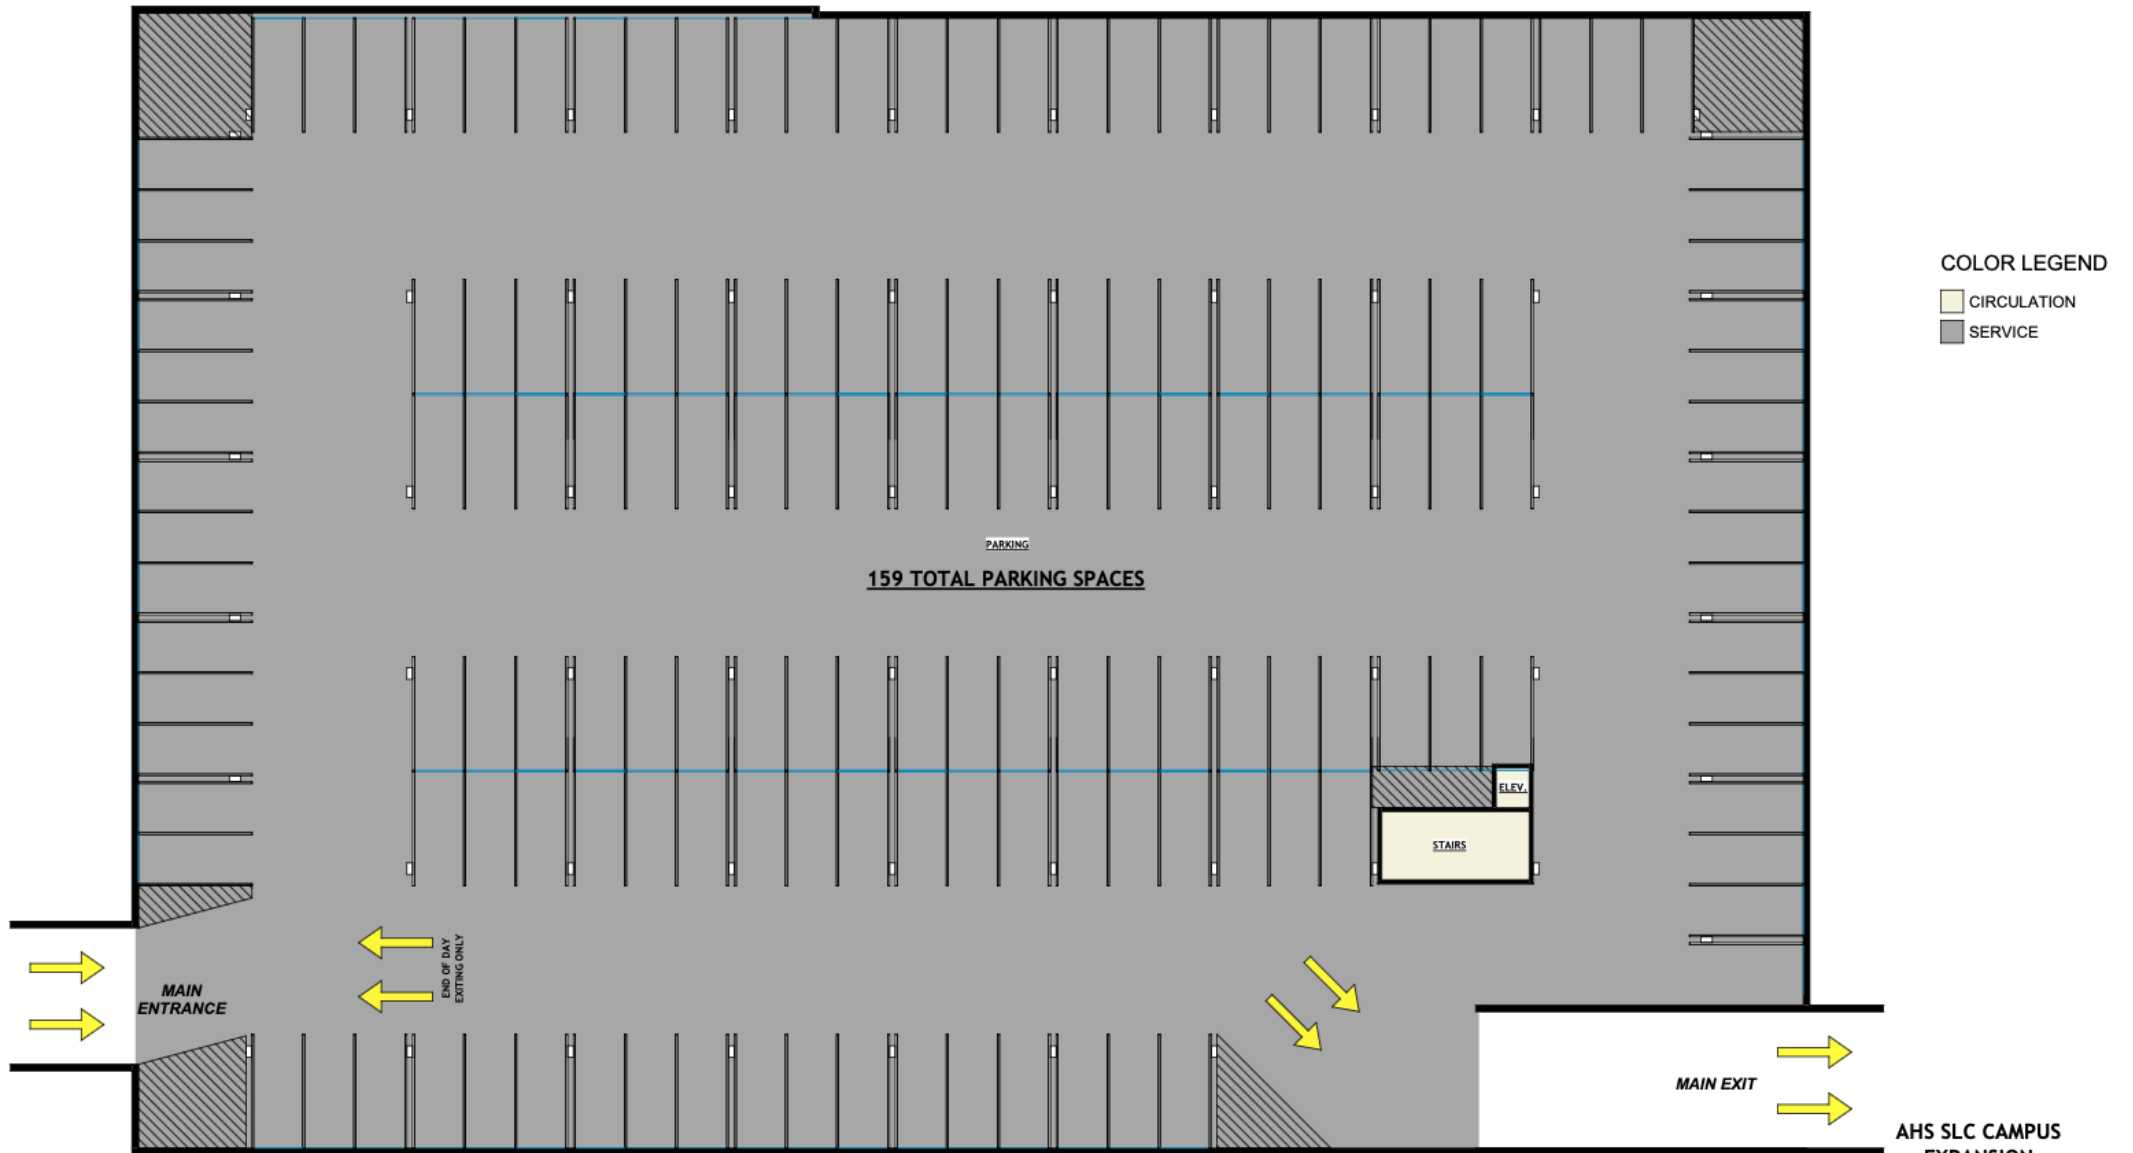 COLOR LEGEND
CIRCULATION
SERVICE
PARKING
159 TOTAL PARKING SPACES
ELEV.
STAIRS
END OF DAY
EXITING ONLY
MAIN
ENTRANCE
MAIN EXIT
AHS SLC CAMPUS
EXPANSION